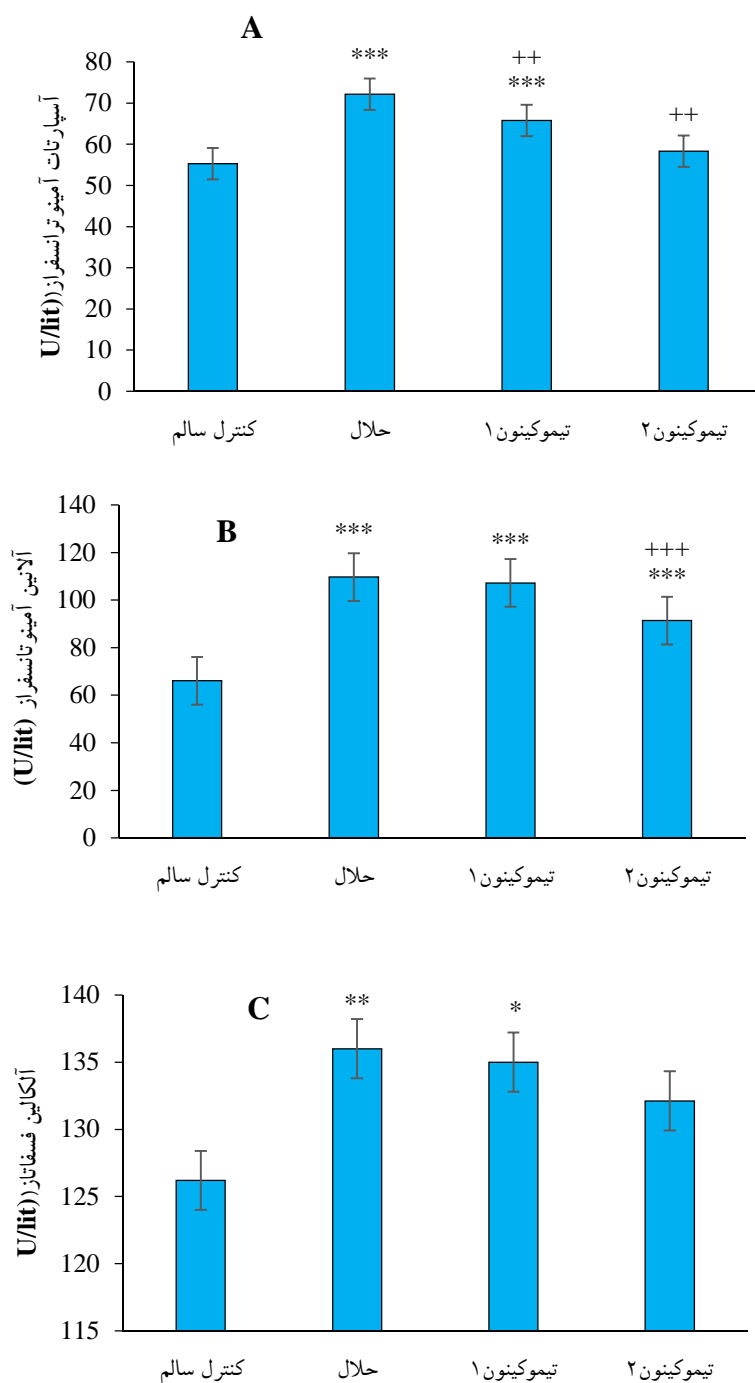 A
***
++
***
++
80
70
60
50
40
30
20
10
0
آسپارتات آمینوترانسفراز((U/lit
کنترل سالم
حلال
تیموکینون۱
تیموکینون۲
B
***
***
+++
***
140
120
100
80
60
40
20
0
آلانین آمینوتانسفراز (U/lit)
کنترل سالم
حلال
تیموکینون۱
تیموکینون۲
C
**
*
140
135
130
125
120
115
آلکالین فسفاتاز((U/lit
کنترل سالم
حلال
تیموکینون۱
تیموکینون۲